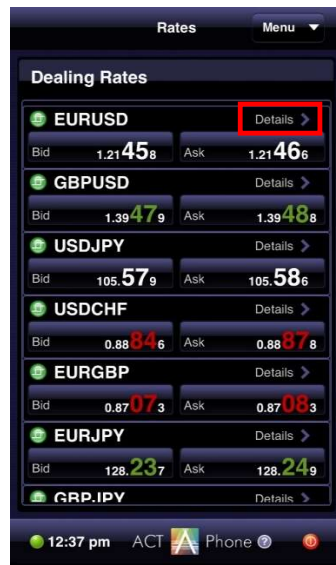 Rates Menu
Dealing Rates
EURUSD Details
Bid 1.21458 Ask 1.21466
GBPUSD Details
Bid 1.39479 Ask 1.39488
USDJPY Details
Bid 105.579 Ask 105.586
USDCHF Details
Bid 0.88846 Ask 0.88878
EURGBP Details
Bid 0.87073 Ask 0.87083
EURJPY Details
Bid 128.237 Ask 128.249
GBPJPY Details
12:37 pm ACT Phone ?